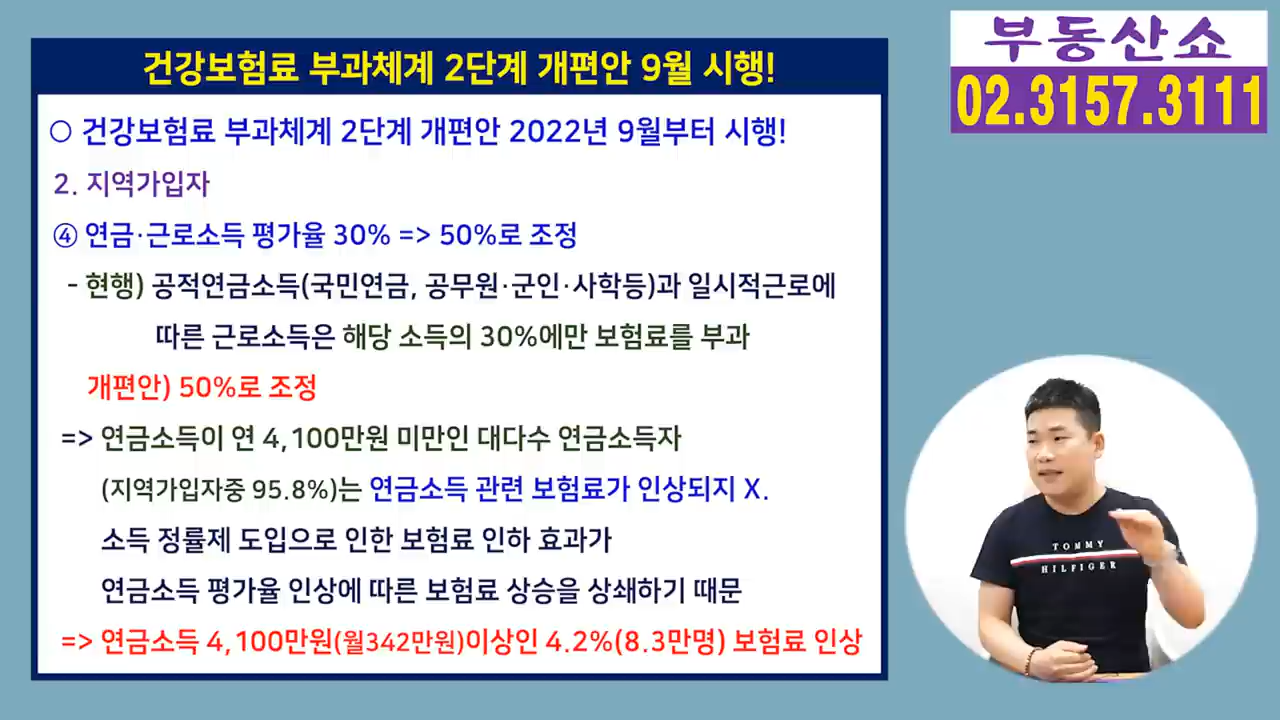 건강보험료 부과체계 2단계 개편안 9월 시행!
부동산쇼
02.3157.3111
○ 건강보험료 부과체계 2단계 개편안 2022년 9월부터 시행!
2. 지역가입자
④ 연금·근로소득 평가율 30% => 50%로 조정
- 현행) 공적연금소득(국민연금, 공무원·군인·사학등)과 일시적근로에
따른 근로소득은 해당 소득의 30%에만 보험료를 부과
개편안) 50%로 조정
=> 연금소득이 연 4,100만원 미만인 대다수 연금소득자
(지역가입자중 95.8%)는 연금소득 관련 보험료가 인상되지 X.
소득 정률제 도입으로 인한 보험료 인하 효과가
연금소득 평가율 인상에 따른 보험료 상승을 상쇄하기 때문
=> 연금소득 4,100만원(월342만원)이상인 4.2%(8.3만명) 보험료 인상
TOMMY
HILFIGER